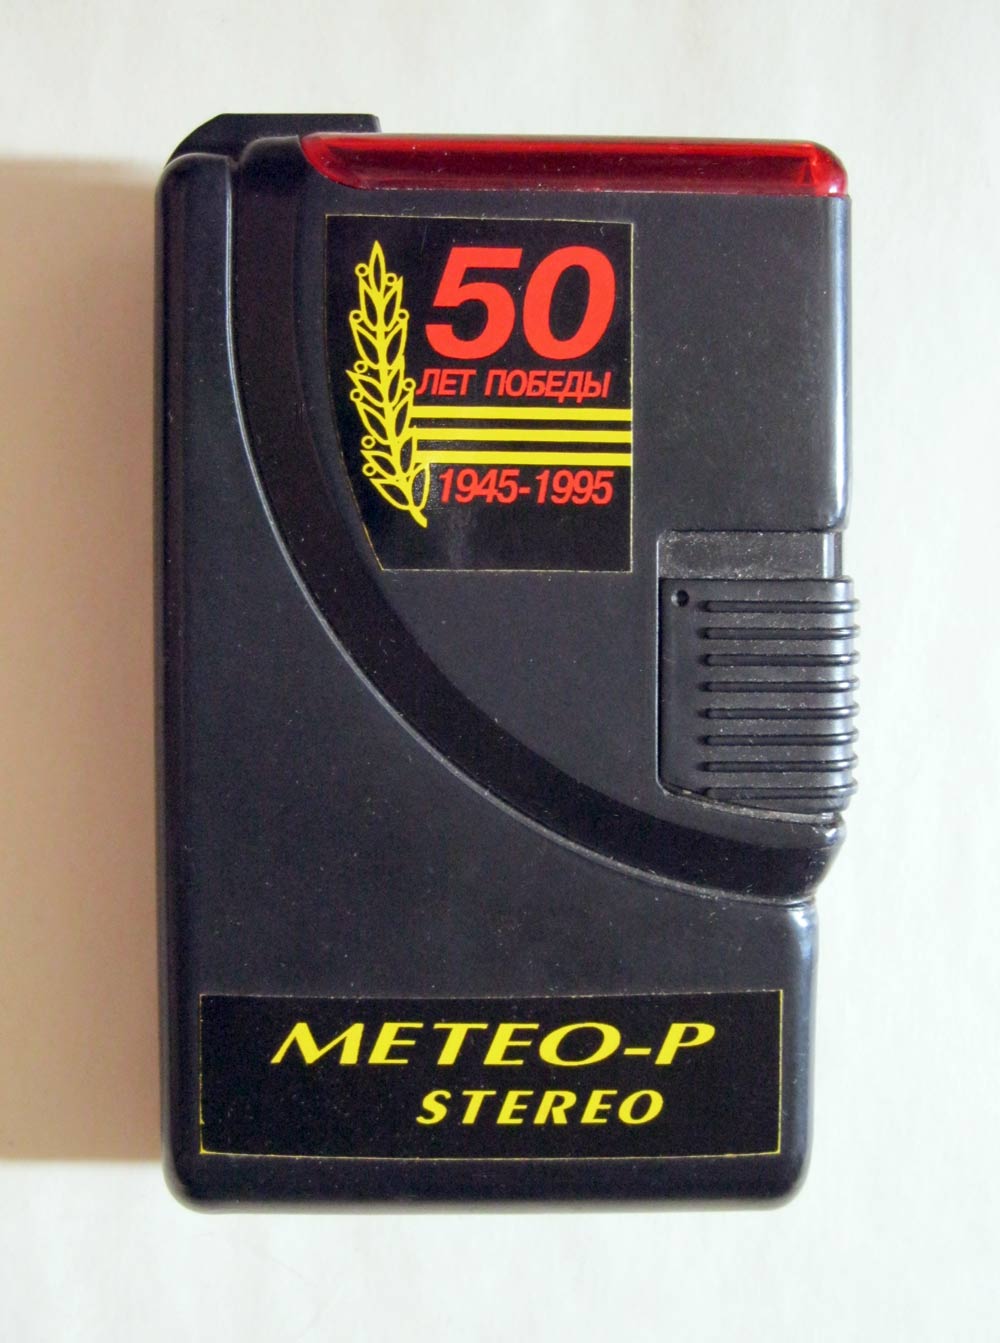 50
ЛЕТ ПОБЕДЫ
1945-1995
МЕТЕО-Р
STEREO